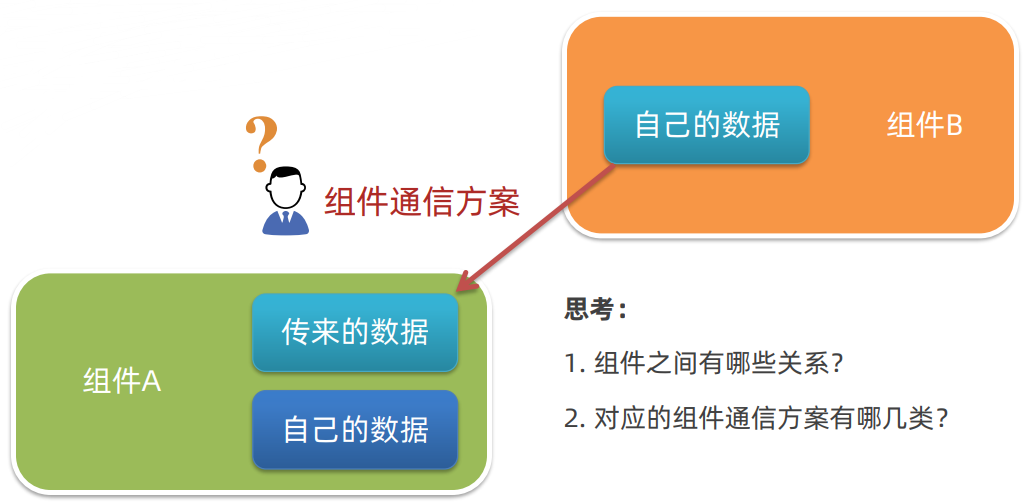 自己的数据
组件B
?
组件通信方案
传来的数据
组件A
自己的数据
思考：
1. 组件之间有哪些关系？
2. 对应的组件通信方案有哪几类？